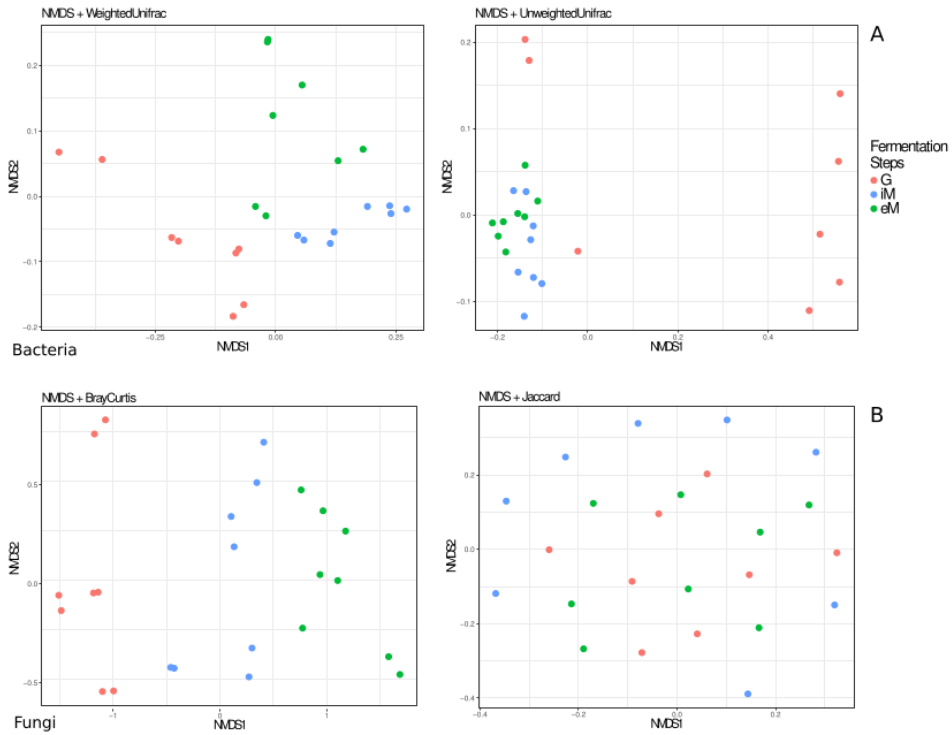 NMDS + WeightedUnifrac
NMDS2
0.2
0.1
0.0
−0.1
−0.2
−0.25
0.00
0.25
NMDS1
Bacteria
NMDS + UnweightedUnifrac
A
NMDS2
0.2
0.1
0.0
−0.1
−0.2
0.0
0.2
0.4
0.6
NMDS1
Fermentation
Steps
G
iM
eM
NMDS + BrayCurtis
NMDS2
0.5
0.0
−0.5
−1
0
1
NMDS1
Fungi
NMDS + Jaccard
B
NMDS2
0.2
0.0
−0.2
−0.4
−0.4
−0.2
0.0
0.2
NMDS1